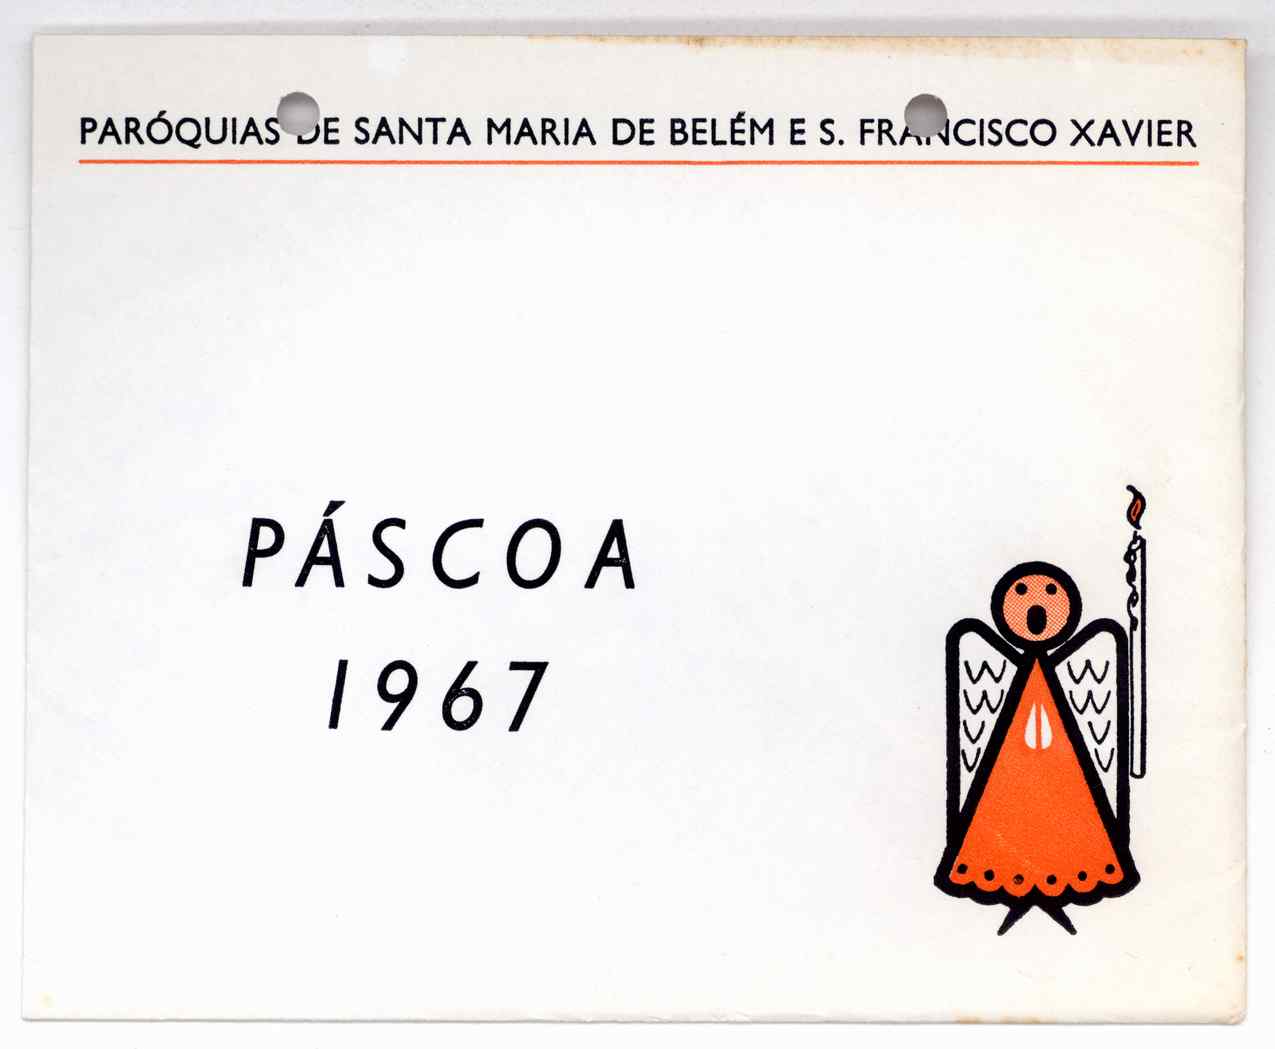 PARÓQUIAS DE SANTA MARIA DE BELÉM E S. FRANCISCO XAVIER
PÁSCOA
1967